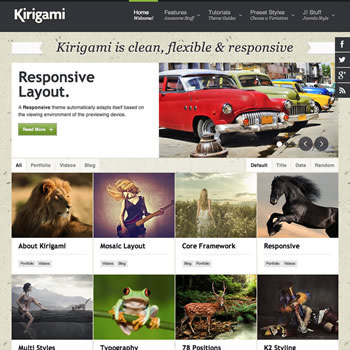 Kirigami
Home
Welcome!
Features
Awesome Stuff
Tutorials
Theme Guides
Preset Styles
Choose a Variation
J! Stuff
Joomla Style
Kirigami is clean, flexible & responsive
Responsive
Layout.
A Responsive theme automatically adapts itself based on
the viewing environment of the previewing device.
Read More
All Portfolio Videos Blog
Default Title Date Random
About Kirigami
Portfolio Videos
Mosaic Layout
Videos Blog
Core Framework
Videos Blog
Responsive
Portfolio Blog
Multi Styles
Typography
78 Positions
K2 Styling